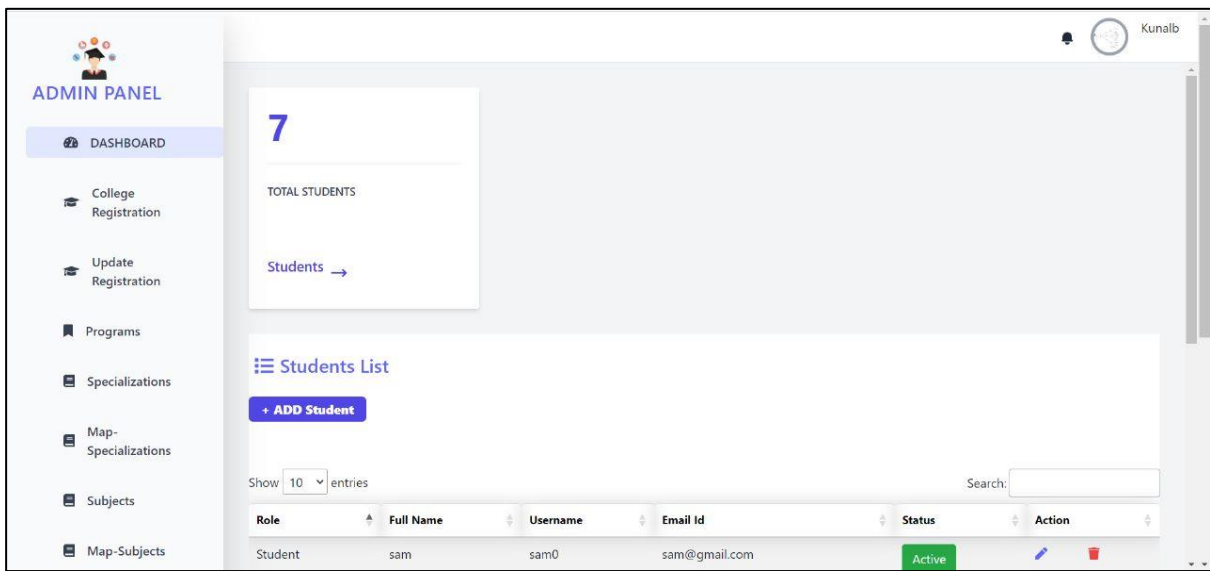 Kunalb
ADMIN PANEL
DASHBOARD
College
Registration
Update
Registration
Programs
Specializations
Map-
Specializations
Subjects
Map-Subjects
7
TOTAL STUDENTS
Students →
Students List
+ ADD Student
Show 10 entries
Search:
Role Full Name Username Email Id Status Action
Student sam sam0 sam@gmail.com Active